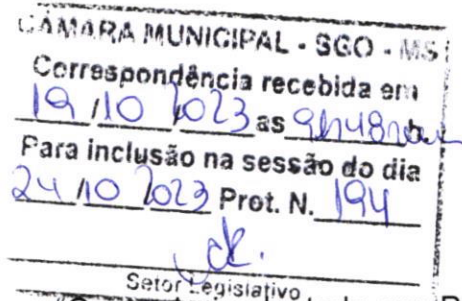 CÂMARA MUNICIPAL - SGO - MS
Correspondência recebida em
19/10/2023 as 9h48
Para inclusão na sessão do dia
24/10/2023 Prot. N. 194
Setor Legislativo